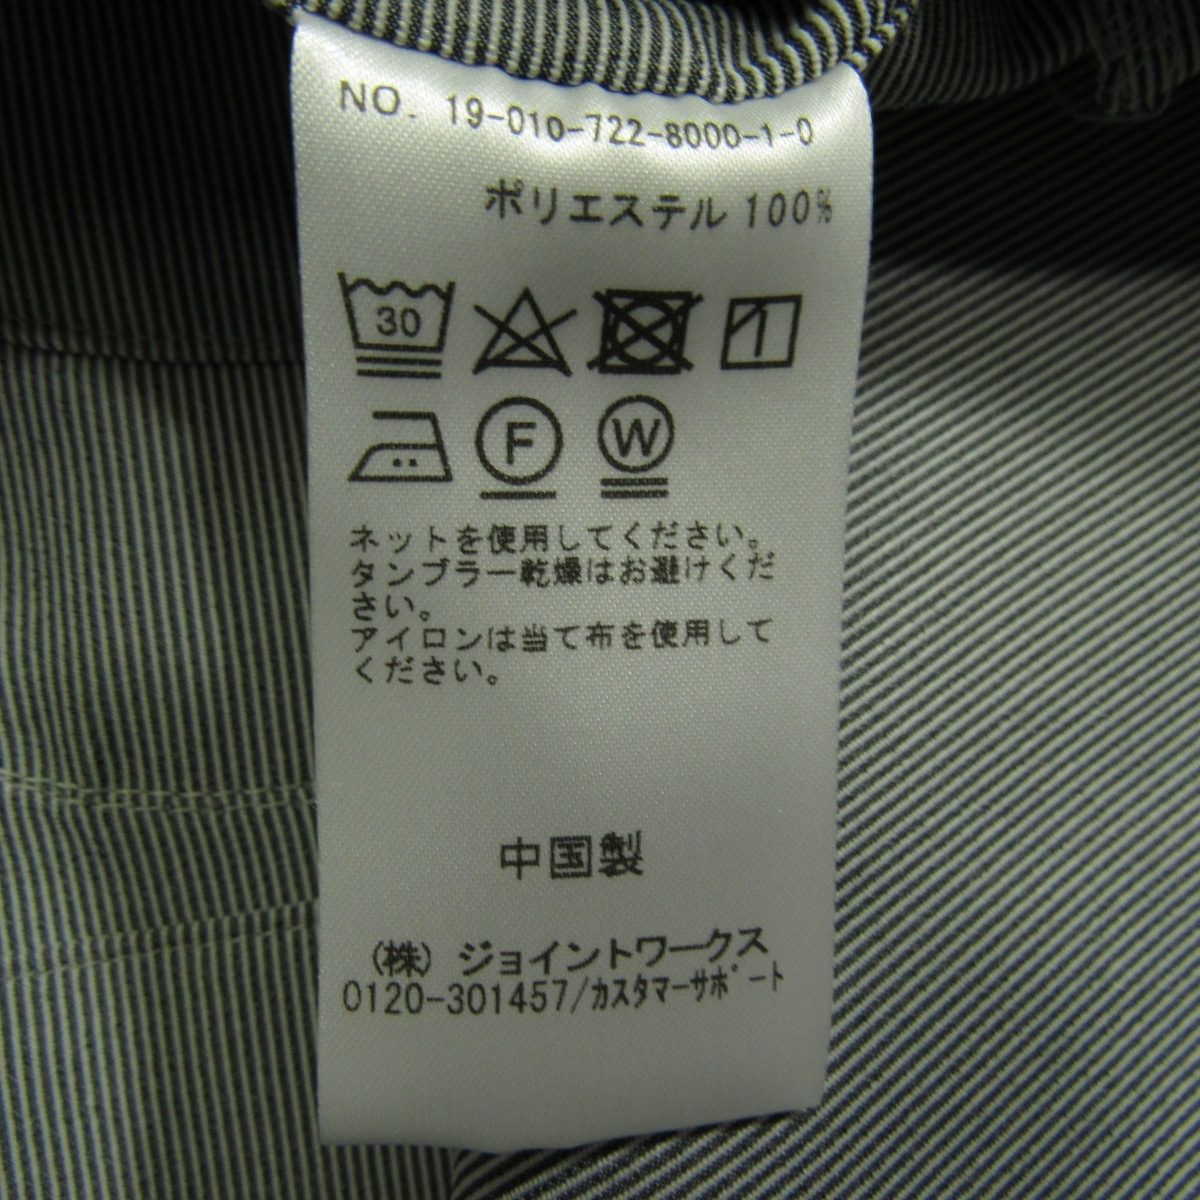 NO. 19-010-722-8000-1-0
ポリエステル 100%
30
F W
ネットを使用してください。
タンブラー乾燥はお避けくだ
さい。
アイロンは当て布を使用して
ください。
中国製
(株) ジョイントワークス
0120-301457/カスタマーサポート